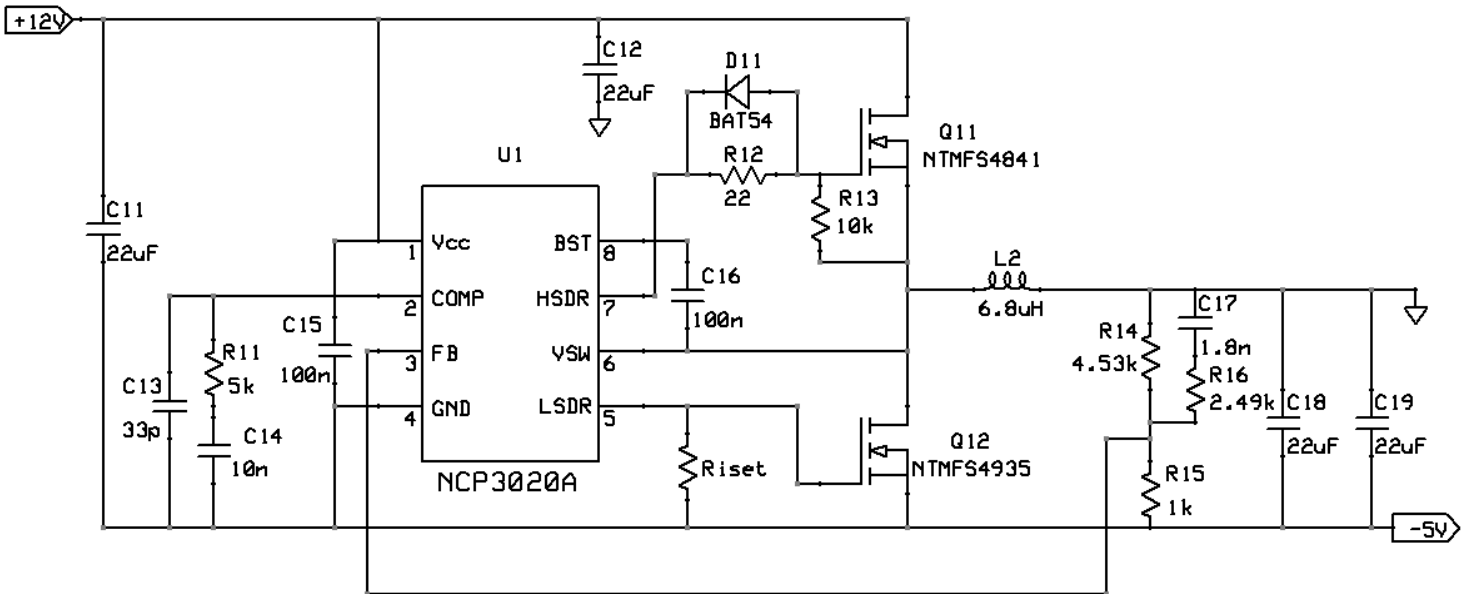 +12V
C12
22uF
D11
BAT54
Q11
NTMFS4841
U1
R12
22
R13
10k
C11
22uF
Vcc
1
BST
8
C16
100n
L2
6.8uH
COMP
2
HSDR
7
C15
100n
R11
5k
FB
3
VSW
6
R14
4.53k
C17
1.8n
R16
2.49k
C13
33p
C14
10n
GND
4
LSDR
5
C18
22uF
C19
22uF
Riset
Q12
NTMFS4935
R15
1k
NCP3020A
-5V